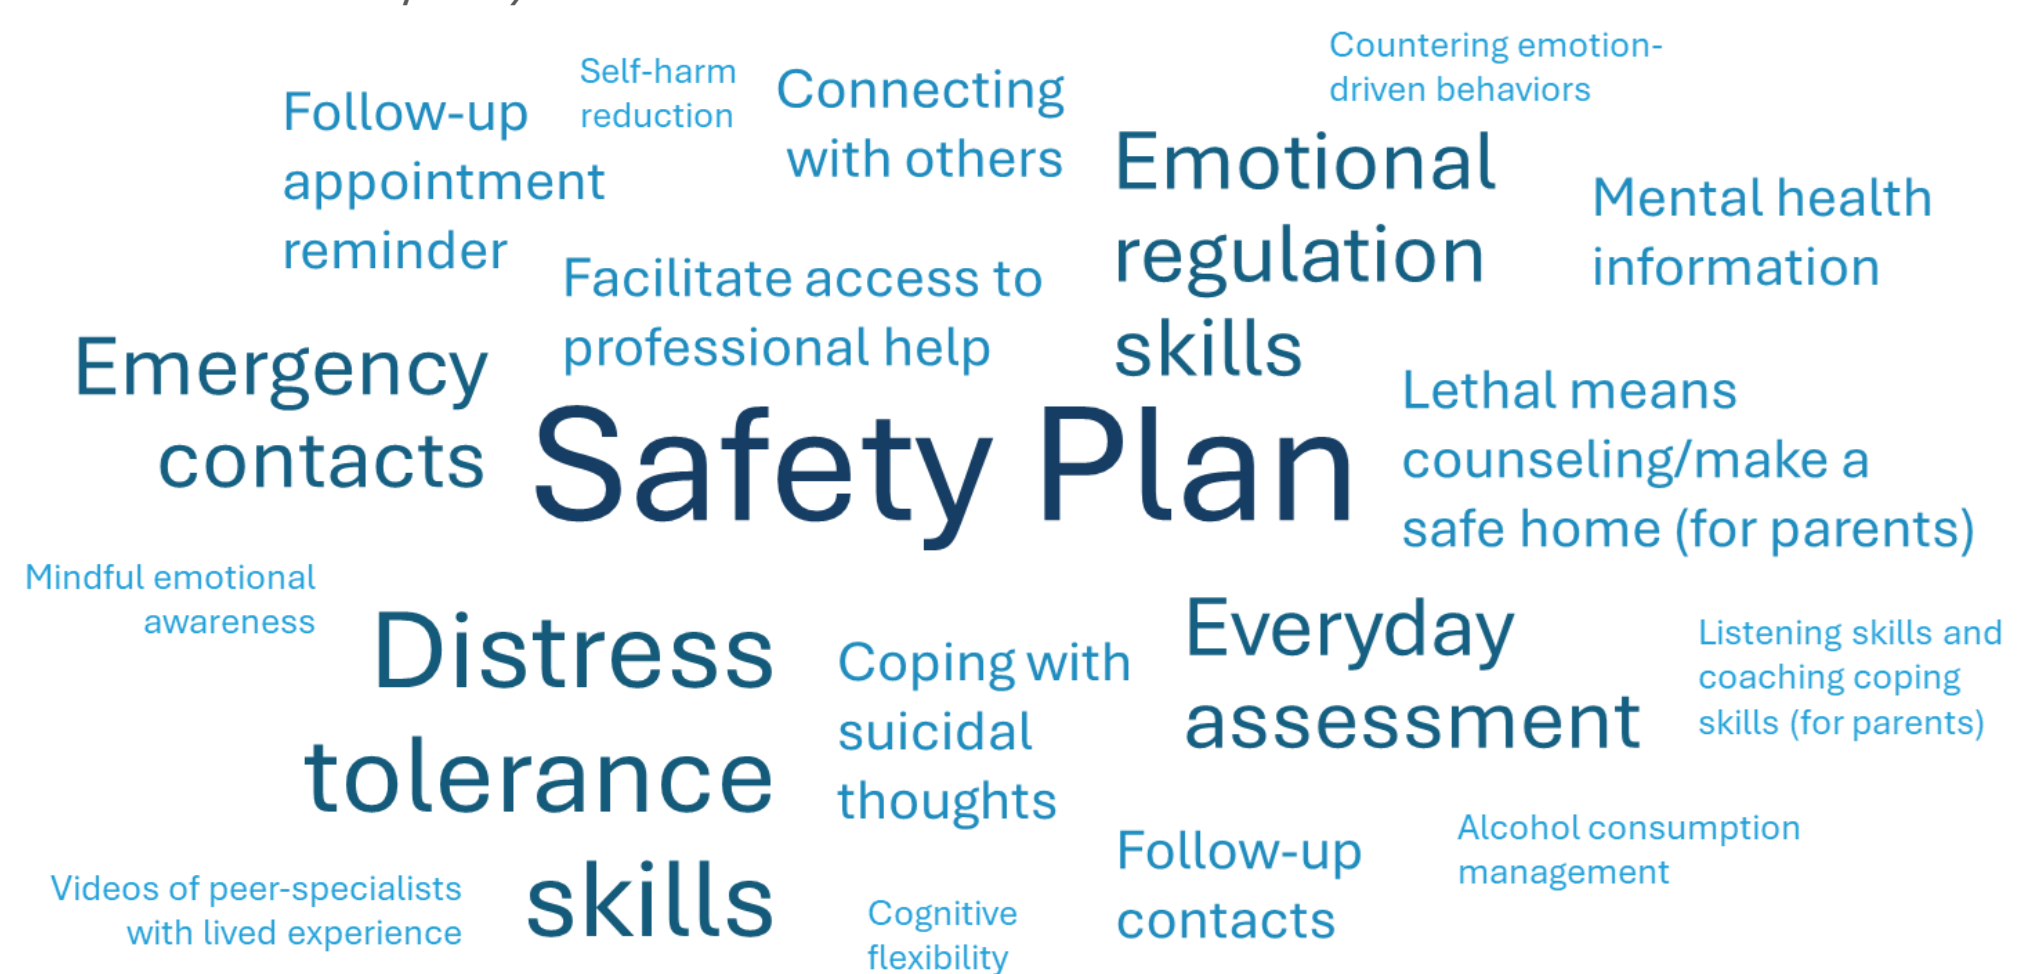 Self-harm
reduction
Connecting
with others
Countering emotion-
driven behaviors
Follow-up
appointment
reminder
Emotional
regulation
skills
Mental health
information
Facilitate access to
professional help
Emergency
contacts
Safety Plan
Lethal means
counseling/make a
safe home (for parents)
Mindful emotional
awareness
Distress
tolerance
skills
Coping with
suicidal
thoughts
Everyday
assessment
Listening skills and
coaching coping
skills (for parents)
Videos of peer-specialists
with lived experience
Cognitive
flexibility
Follow-up
contacts
Alcohol consumption
management